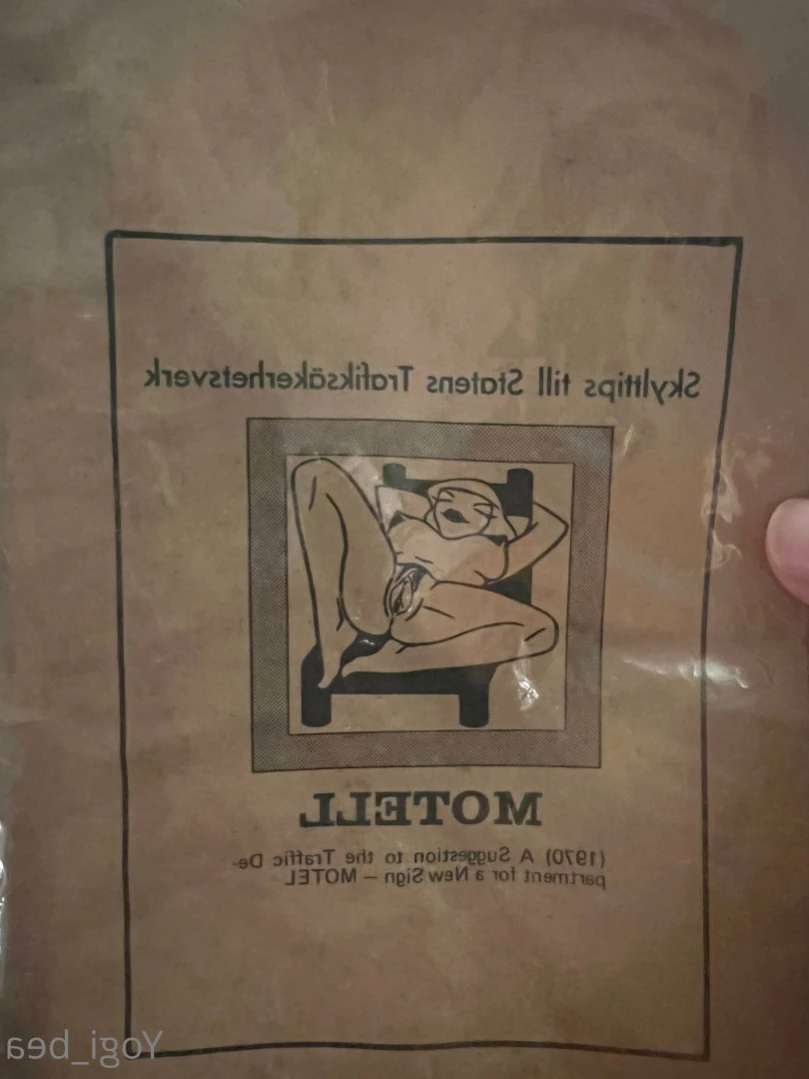 Skylttips till Statens Trafiksäkerhetsverk
MOTELL
(1970) A Suggestion to the Traffic De-
partment for a New Sign — MOTEL
Yogi_bea